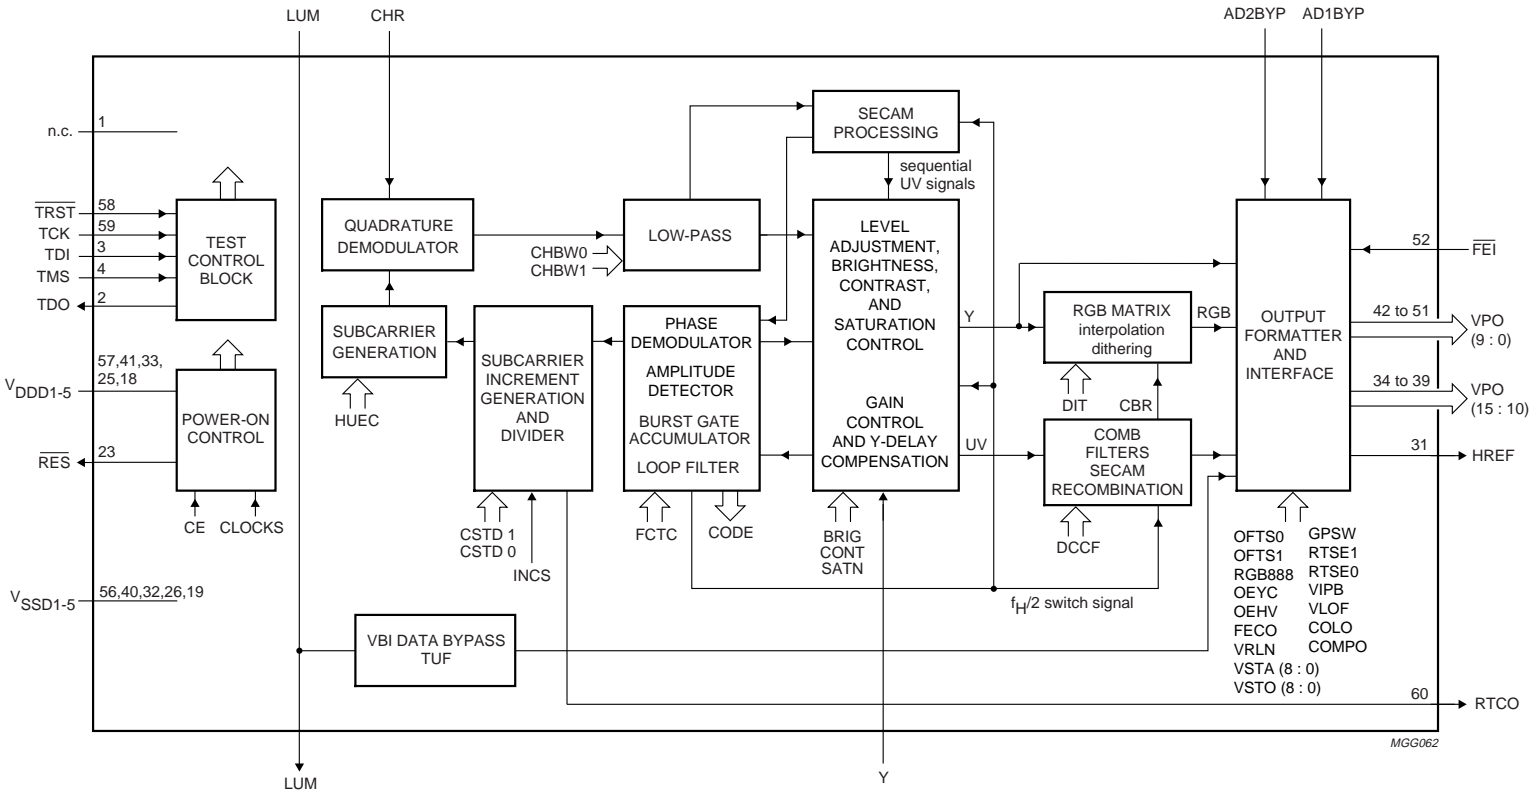 LUM
CHR
AD2BYP
AD1BYP
n.c.
1
TRST
58
TCK
59
TDI
3
TMS
4
TDO
2
TEST
CONTROL
BLOCK
VDDD1-5
57,41,33,
25,18
POWER-ON
CONTROL
RES
23
CE
CLOCKS
VSSD1-5
56,40,32,26,19
QUADRATURE
DEMODULATOR
SUBCARRIER
GENERATION
HUEC
SUBCARRIER
INCREMENT
GENERATION
AND
DIVIDER
CSTD 1
CSTD 0
INCS
LOW-PASS
CHBW0
CHBW1
PHASE
DEMODULATOR
AMPLITUDE
DETECTOR
BURST GATE
ACCUMULATOR
LOOP FILTER
FCTC
CODE
SECAM
PROCESSING
sequential
UV signals
LEVEL
ADJUSTMENT,
BRIGHTNESS,
CONTRAST,
AND
SATURATION
CONTROL
GAIN
CONTROL
AND Y-DELAY
COMPENSATION
BRIG
CONT
SATN
Y
UV
RGB MATRIX
interpolation
dithering
RGB
DIT
CBR
COMB
FILTERS
SECAM
RECOMBINATION
DCCF
fH/2 switch signal
OUTPUT
FORMATTER
AND
INTERFACE
52
FEI
42 to 51
VPO
(9 : 0)
34 to 39
VPO
(15 : 10)
31
HREF
OFTS0
OFTS1
RGB888
OEYC
OEHV
FECO
VRLN
VSTA (8 : 0)
VSTO (8 : 0)
GPSW
RTSE1
RTSE0
VIPB
VLOF
COLO
COMPO
VBI DATA BYPASS
TUF
60
RTCO
MGG062
LUM
Y